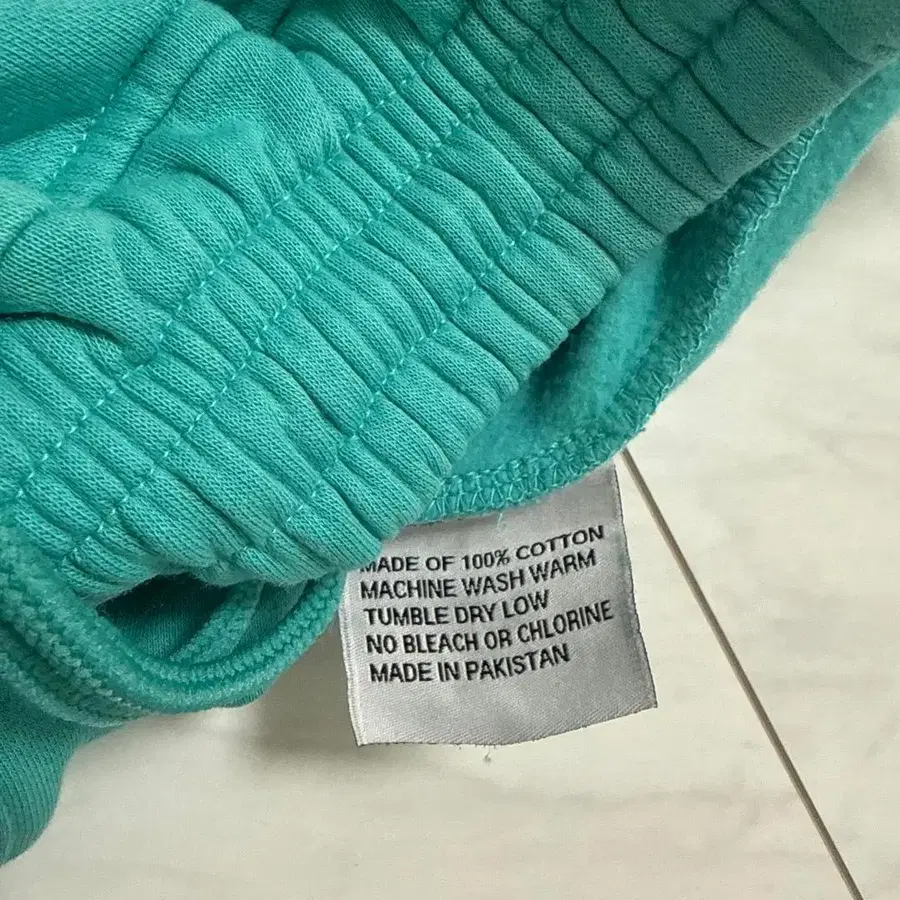 MADE OF 100% COTTON
MACHINE WASH WARM
TUMBLE DRY LOW
NO BLEACH OR CHLORINE
MADE IN PAKISTAN